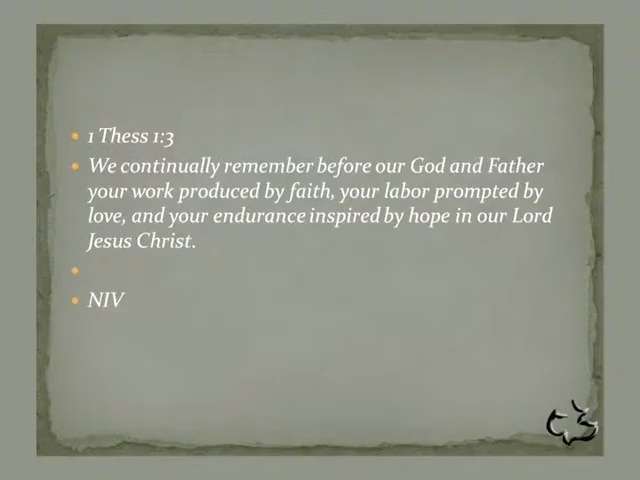 1 Thess 1:3
We continually remember before our God and Father
your work produced by faith, your labor prompted by
love, and your endurance inspired by hope in our Lord
Jesus Christ.
NIV